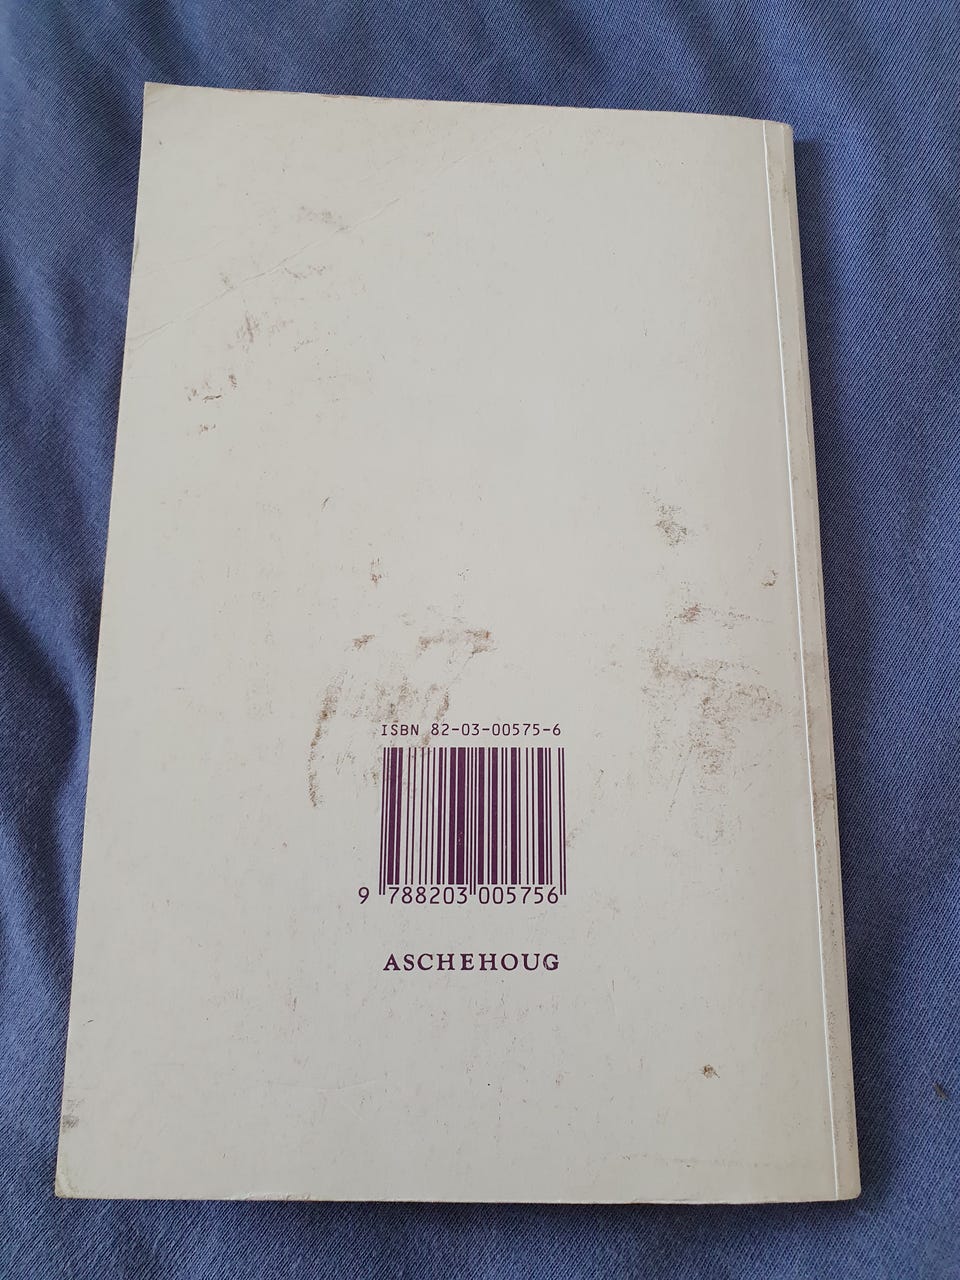 ISBN 82-03-00575-6
9 788203 005756
ASCHEHOUG